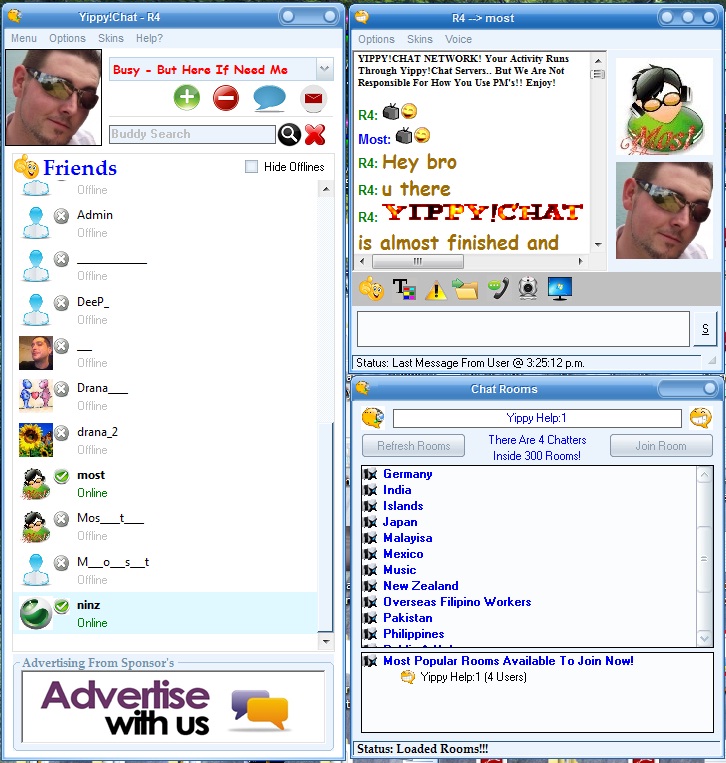 Yippy!Chat - R4
Menu Options Skins Help?
Busy - But Here If Need Me
Buddy Search
Friends
Hide Offlines
Offline
Admin
Offline
____________
Offline
DeeP_
Offline
___
Offline
Drana____
Offline
drana_2
Offline
most
Online
Mos____t____
Offline
M__o__s__t
Offline
ninz
Online
Advertising From Sponsor's
Advertise
with us
R4 --> most
Options Skins Voice
YIPPY!CHAT NETWORK! Your Activity Runs
Through Yippy!Chat Servers.. But We Are Not
Responsible For How You Use PM's!! Enjoy!
R4:
Most:
R4: Hey bro
R4: u there
R4: YIPPY!CHAT
is almost finished and
Most
S
Status: Last Message From User @ 3:25:12 p.m.
Chat Rooms
Yippy Help:1
Refresh Rooms
There Are 4 Chatters
Inside 300 Rooms!
Join Room
Germany
India
Islands
Japan
Malayisa
Mexico
Music
New Zealand
Overseas Filipino Workers
Pakistan
Philippines
Most Popular Rooms Available To Join Now!
Yippy Help:1 (4 Users)
Status: Loaded Rooms!!!